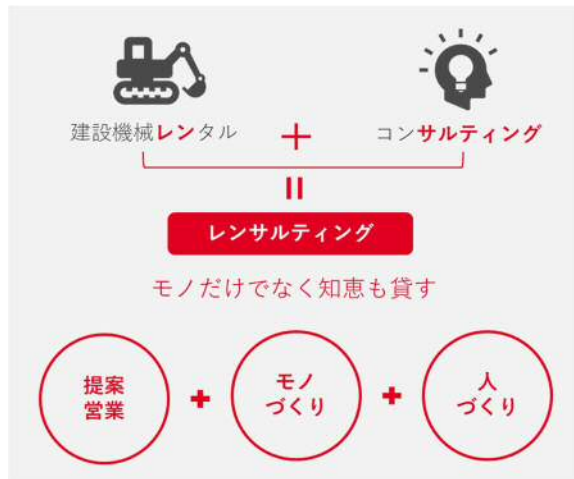 建設機械レンタル + コンサルティング
=
レンサルティング
モノだけでなく知恵も貸す
提案
営業
+
モノ
づくり
+
人
づくり